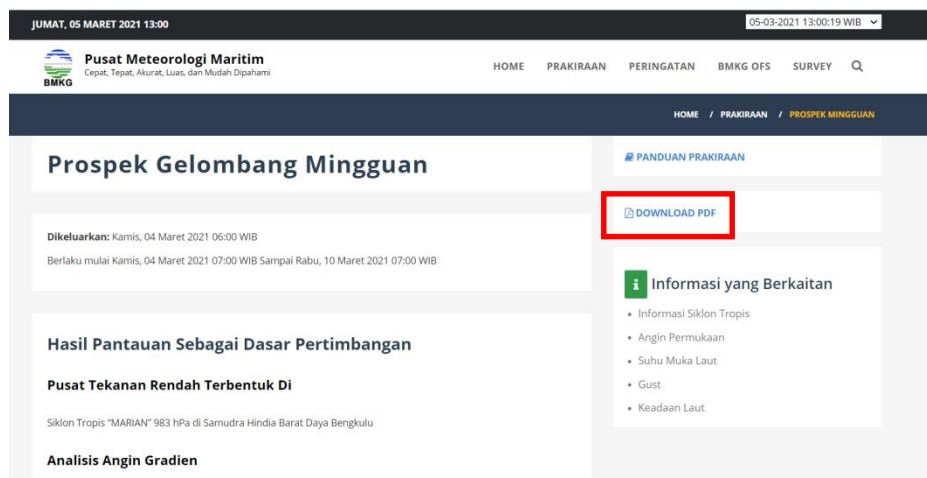 JUMAT, 05 MARET 2021 13:00
05-03-2021 13:00:19 WIB
BMKG
Pusat Meteorologi Maritim
Cepat, Tepat, Akurat, Luas, dan Mudah Dipahami
HOME PRAKIRAAN PERINGATAN BMKG OFS SURVEY
HOME / PRAKIRAAN / PROSPEK MINGGUAN
Prospek Gelombang Mingguan
Dikeluarkan: Kamis, 04 Maret 2021 06:00 WIB
Berlaku mulai Kamis, 04 Maret 2021 07:00 WIB Sampai Rabu, 10 Maret 2021 07:00 WIB
Hasil Pantauan Sebagai Dasar Pertimbangan
Pusat Tekanan Rendah Terbentuk Di
Siklon Tropis "MARIAN" 983 hPa di Samudra Hindia Barat Daya Bengkulu
Analisis Angin Gradien
PANDUAN PRAKIRAAN
DOWNLOAD PDF
i Informasi yang Berkaitan
• Informasi Siklon Tropis
• Angin Permukaan
• Suhu Muka Laut
• Gust
• Keadaan Laut